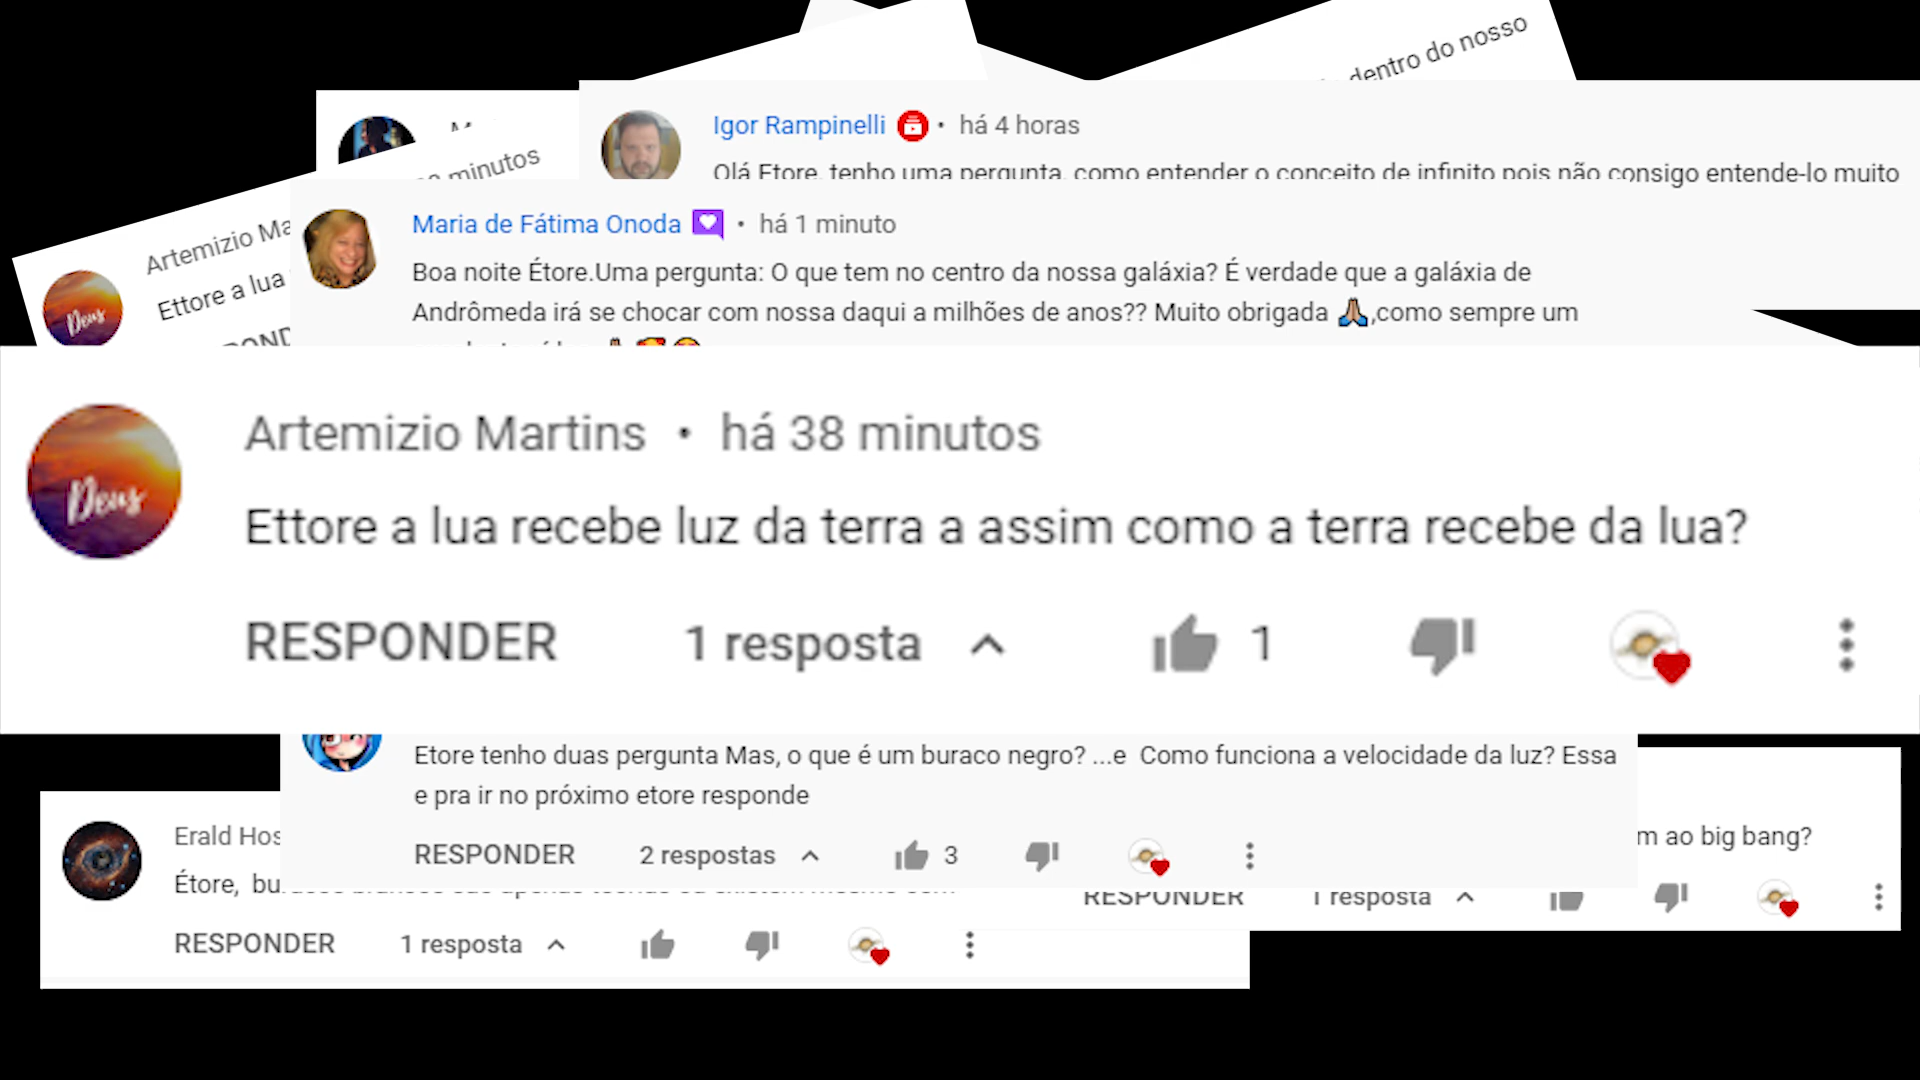 dentro do nosso
Igor Rampinelli • há 4 horas
Olá Etore, tenho uma pergunta, como entender o conceito de infinito pois não consigo entende-lo muito
minutos
Artemizio Ma
Ettore a lua
Maria de Fátima Onoda • há 1 minuto
Boa noite Étore.Uma pergunta: O que tem no centro da nossa galáxia? É verdade que a galáxia de
Andrômeda irá se chocar com nossa daqui a milhões de anos?? Muito obrigada 🙏🏽,como sempre um
Deus
Artemizio Martins • há 38 minutos
Deus
Ettore a lua recebe luz da terra a assim como a terra recebe da lua?
RESPONDER 1 resposta 1
Etore tenho duas pergunta Mas, o que é um buraco negro? ...e Como funciona a velocidade da luz? Essa
e pra ir no próximo etore responde
RESPONDER 2 respostas 3
Erald Hos
Étore,
RESPONDER 1 resposta
m ao big bang?
RESPONDER 1 resposta